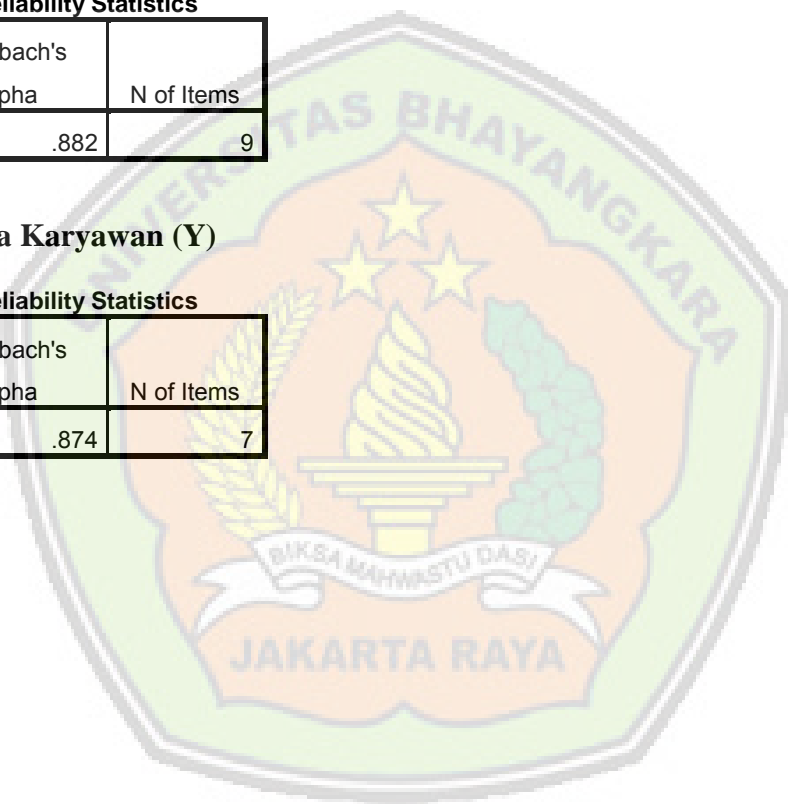 eliability Statistics
bach's
pha N of Items
.882 9
a Karyawan (Y)
eliability Statistics
bach's
pha N of Items
.874 7
UNIVERSITAS BHAYANGKARA
BIKSA MAHWASTU DASI
JAKARTA RAYA